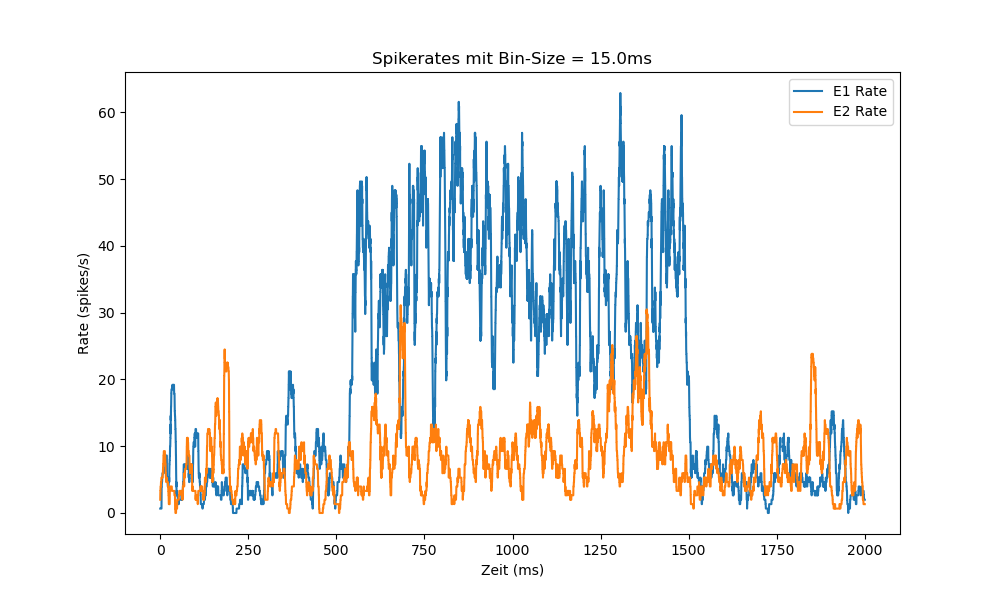 Spikerates mit Bin-Size = 15.0ms
E1 Rate
E2 Rate
Rate (spikes/s)
60
50
40
30
20
10
0
0 250 500 750 1000 1250 1500 1750 2000
Zeit (ms)